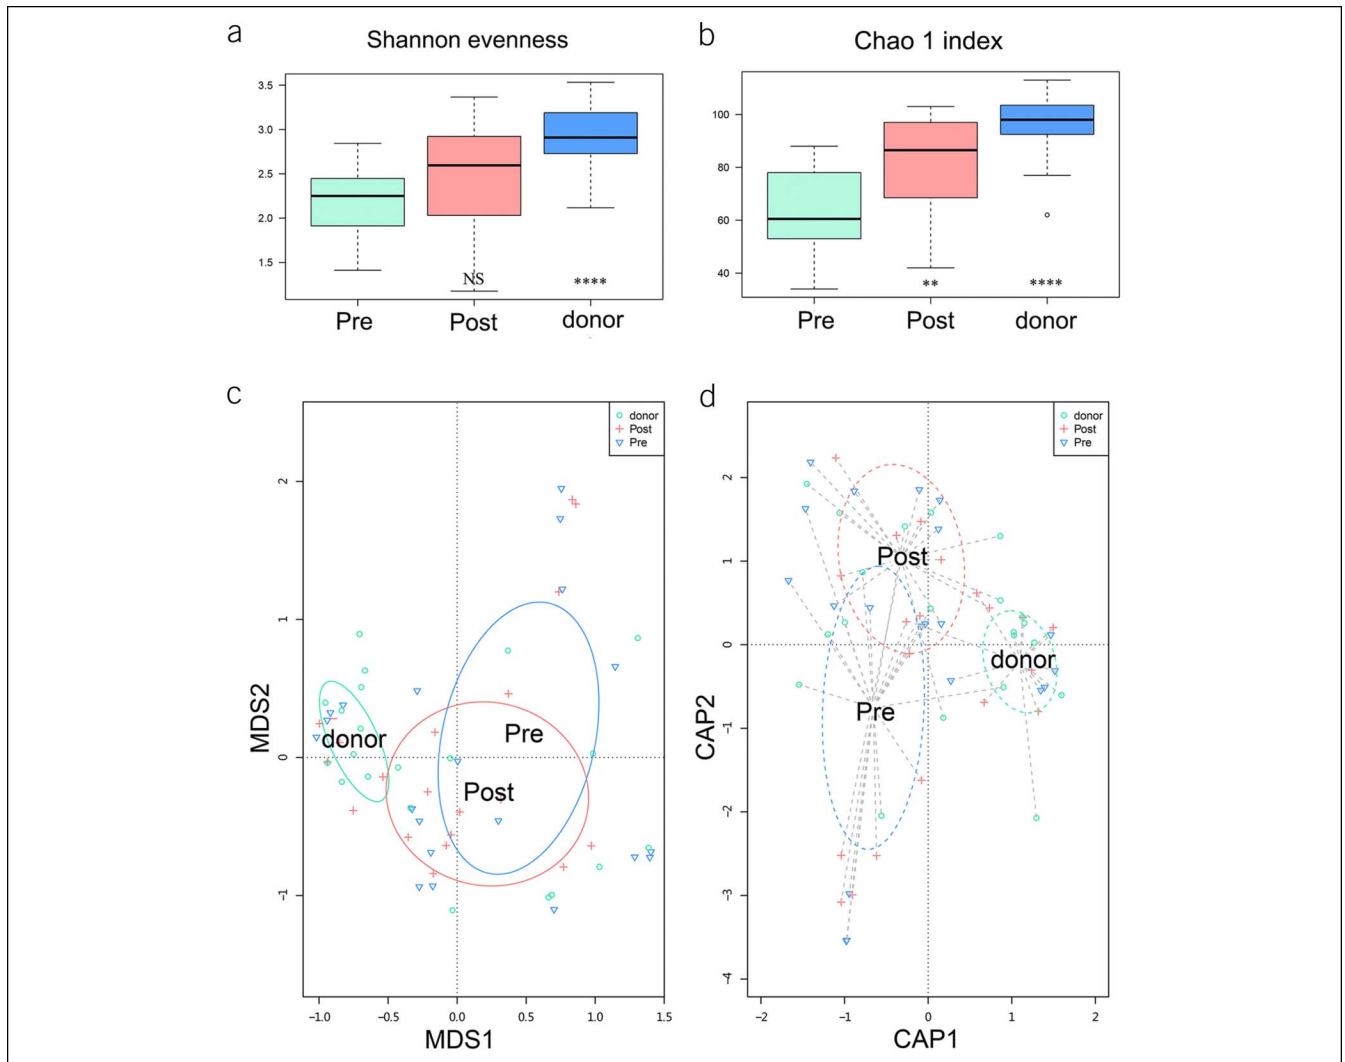 a
Shannon evenness
3.5
3.0
2.5
2.0
1.5
NS
****
Pre
Post
donor
b
Chao 1 index
100
80
60
40
**
****
Pre
Post
donor
c
donor
Post
Pre
2
1
0
−1
MDS2
donor
Pre
Post
−1.0
−0.5
0.0
0.5
1.0
1.5
MDS1
d
donor
Post
Pre
2
1
0
−1
−2
−3
−4
CAP2
Post
donor
Pre
−2
−1
0
1
2
CAP1